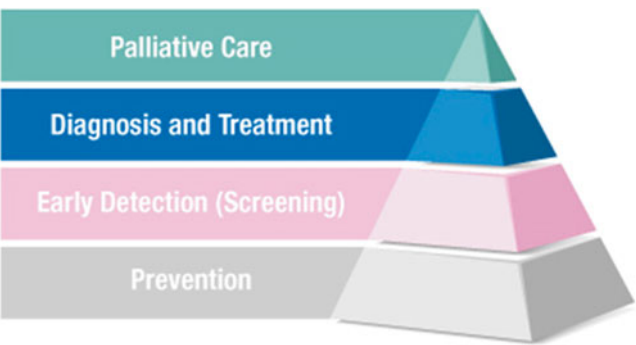 Palliative Care
Diagnosis and Treatment
Early Detection (Screening)
Prevention